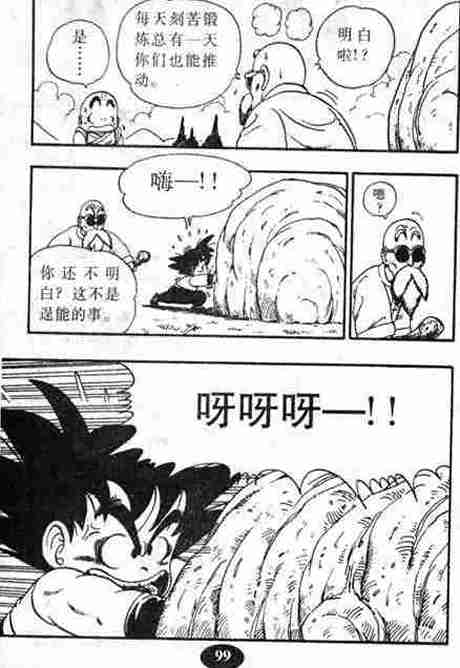 明白
啦!?
每天刻苦锻
炼总有一天
你们也能推
动。
是
……
嗯?
嗨—!!
你还不明
白?这不是
逞能的事。
呀呀呀—!!
99